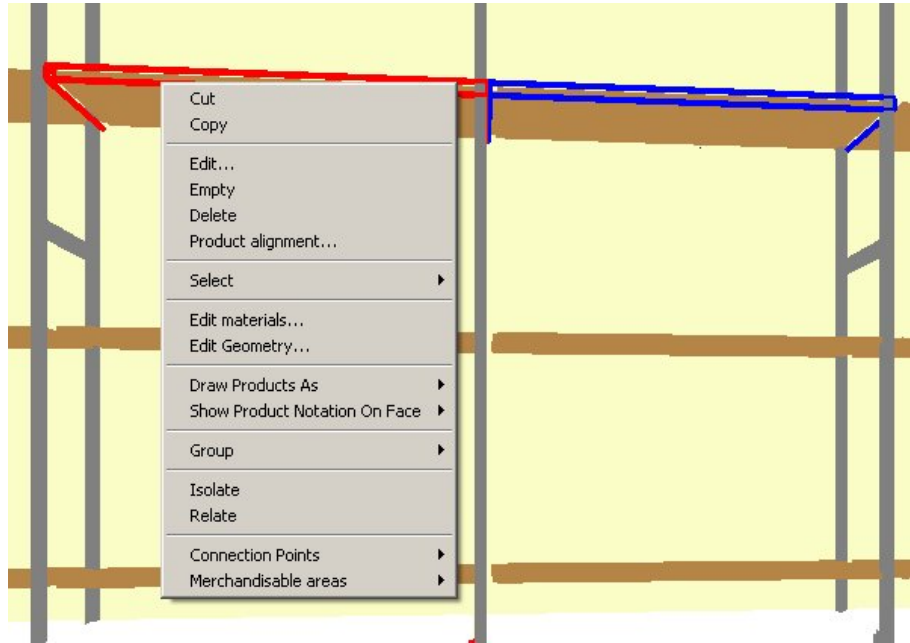 Cut
Copy
Edit...
Empty
Delete
Product alignment...
Select
Edit materials...
Edit Geometry...
Draw Products As
Show Product Notation On Face
Group
Isolate
Relate
Connection Points
Merchandisable areas